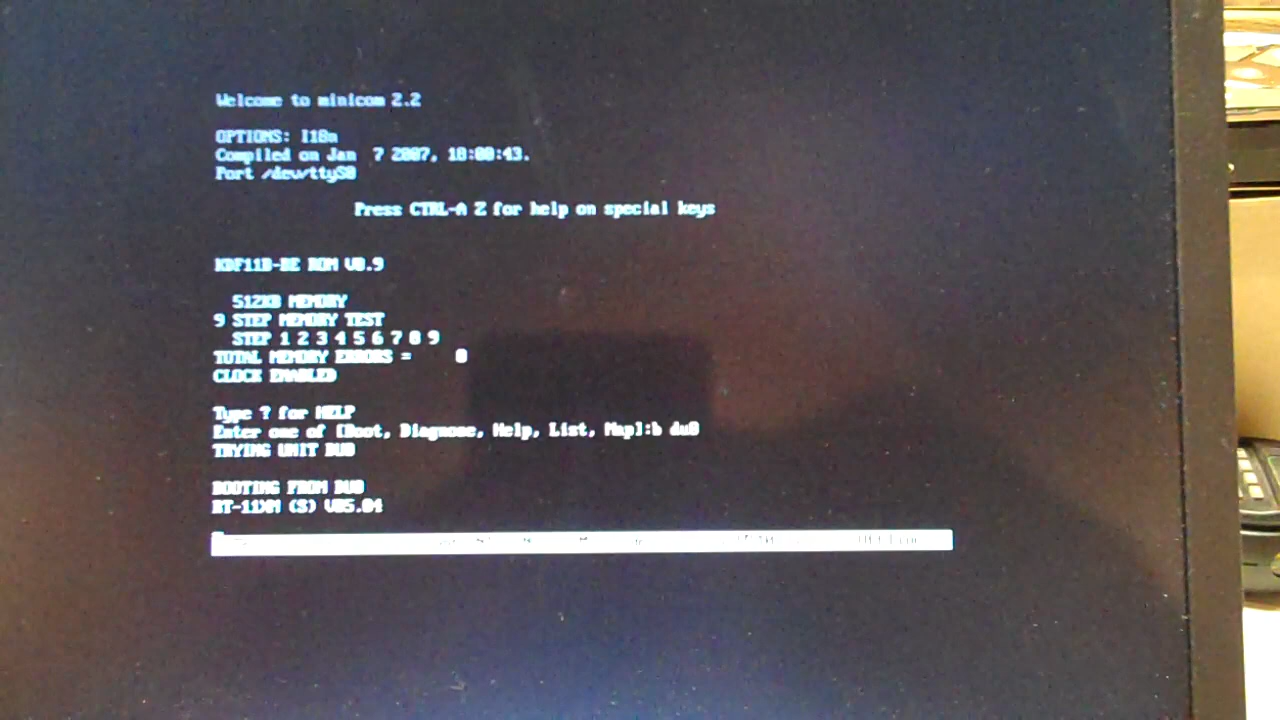 Welcome to minicom 2.2
OPTIONS: I18n
Compiled on Jan 7 2007, 18:00:43.
Port /dev/ttyS0
Press CTRL-A Z for help on special keys
KDF11B-BE ROM V0.9
512KB MEMORY
9 STEP MEMORY TEST
STEP 1 2 3 4 5 6 7 8 9
TOTAL MEMORY ERRORS = 0
CLOCK ENABLED
Type ? for HELP
Enter one of [Boot, Diagnose, Help, List, Map]:b du0
TRYING UNIT DU0
BOOTING FROM DU0
RT-11XM (S) V05.04